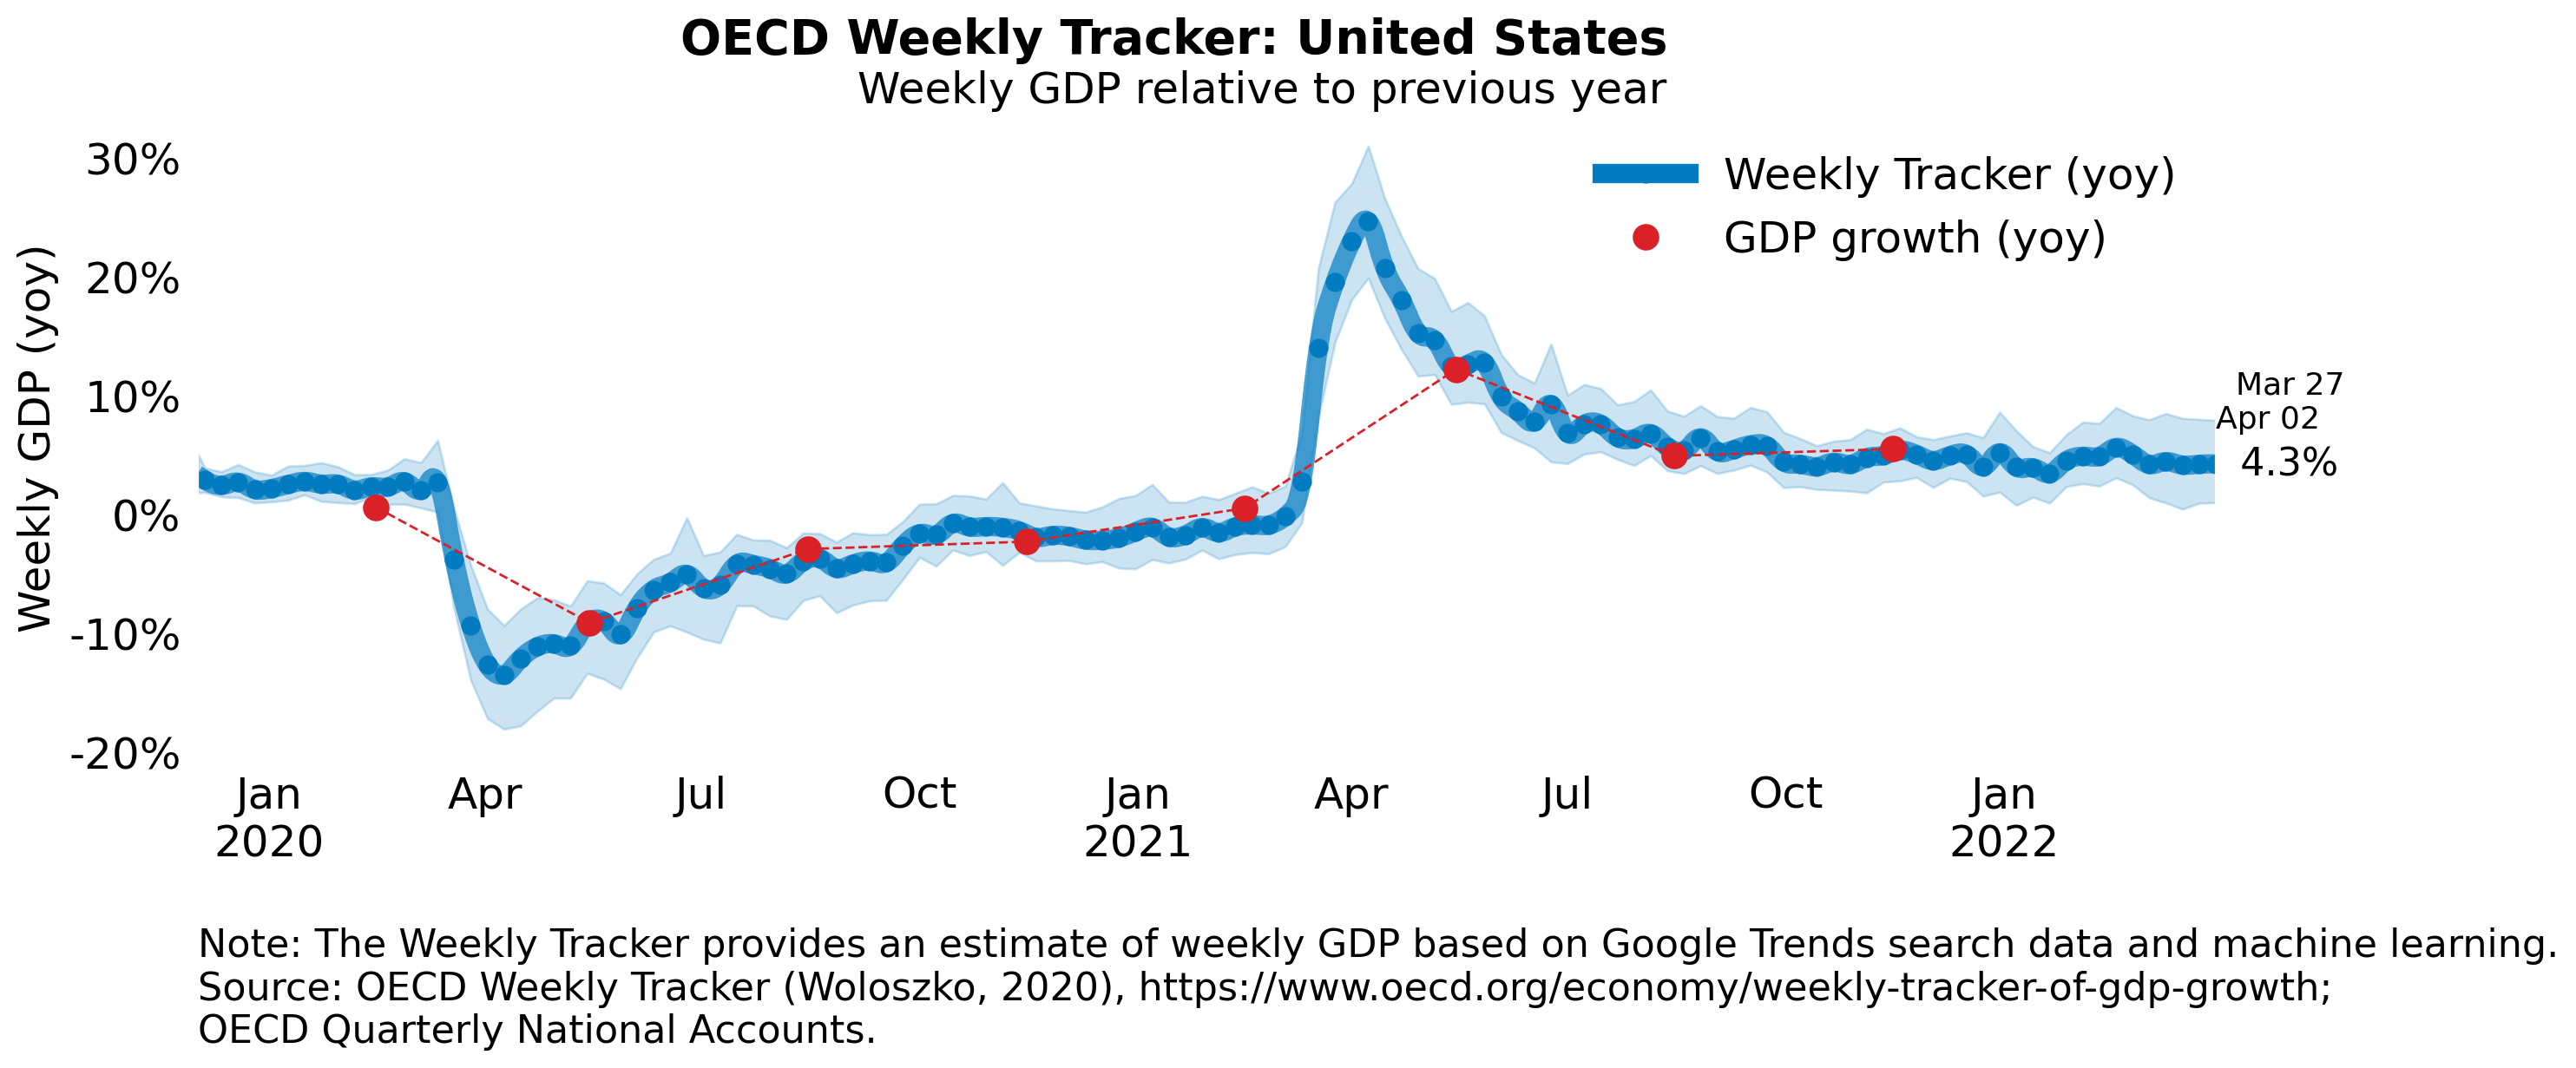 OECD Weekly Tracker: United States
Weekly GDP relative to previous year
Weekly GDP (yoy)
30%
20%
10%
0%
-10%
-20%
Weekly Tracker (yoy)
GDP growth (yoy)
Mar 27
Apr 02
4.3%
Jan Apr Jul Oct Jan Apr Jul Oct Jan
2020 2021 2022
Note: The Weekly Tracker provides an estimate of weekly GDP based on Google Trends search data and machine learning.
Source: OECD Weekly Tracker (Woloszko, 2020), https://www.oecd.org/economy/weekly-tracker-of-gdp-growth;
OECD Quarterly National Accounts.